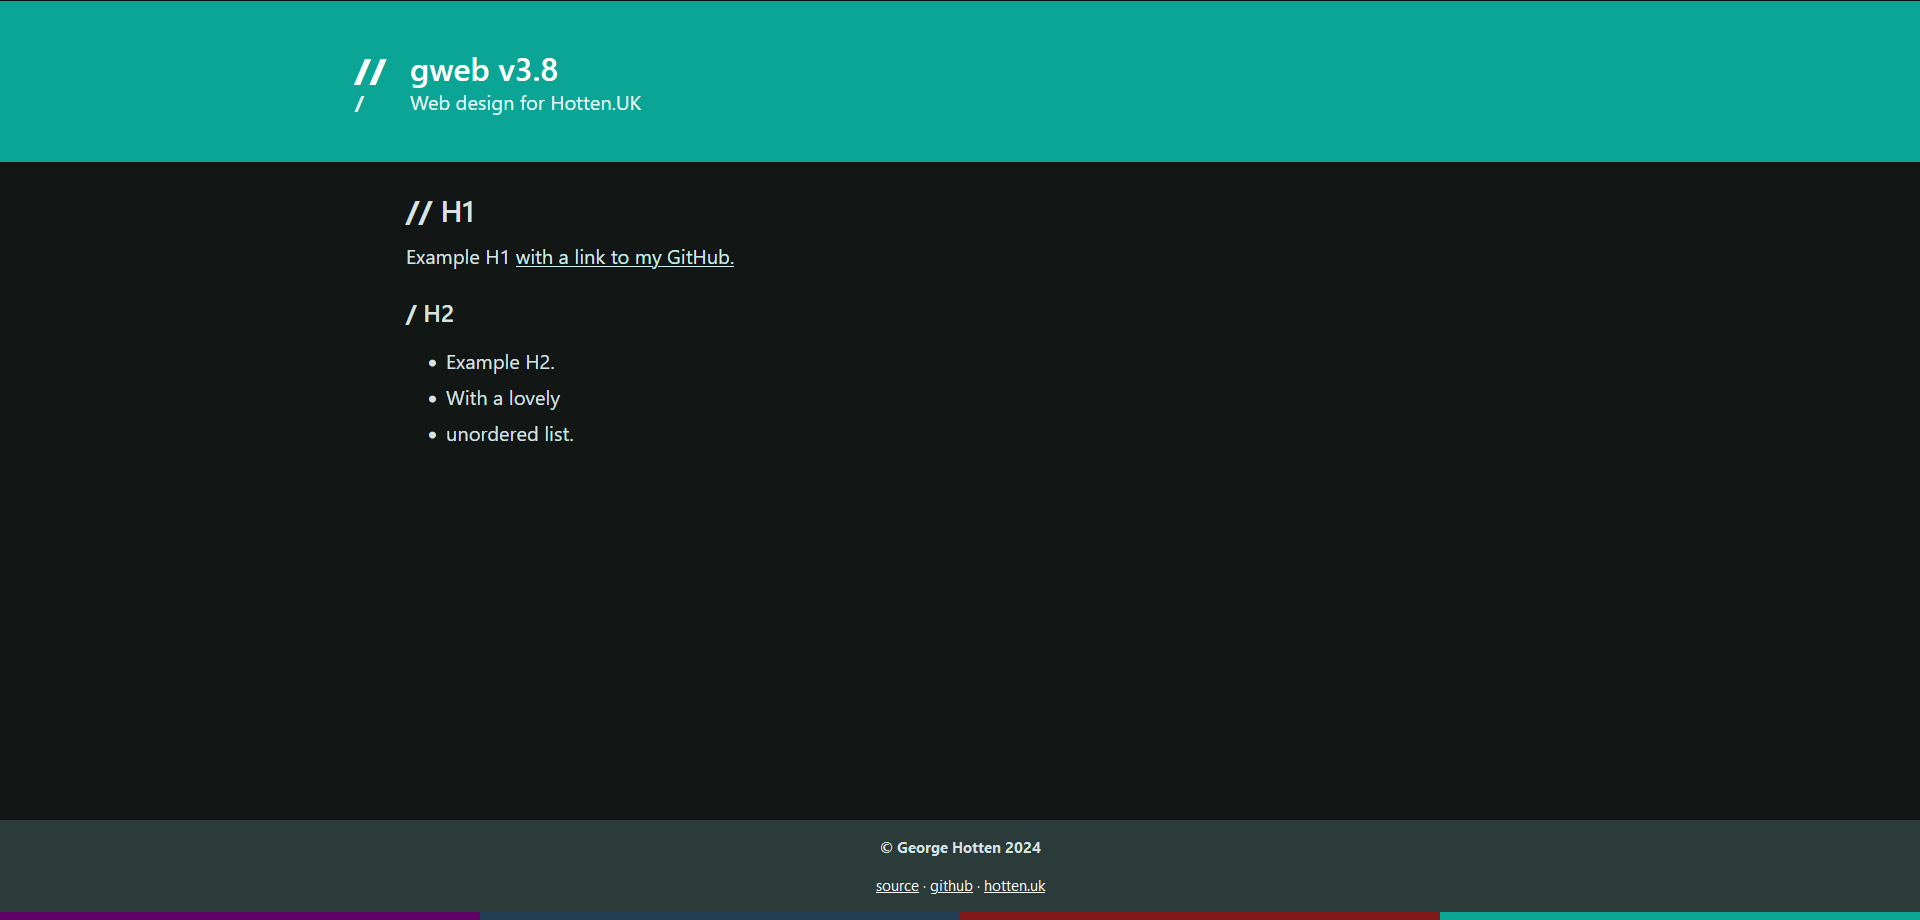 // gweb v3.8
/ Web design for Hotten.UK
// H1
Example H1 with a link to my GitHub.
/ H2
• Example H2.
• With a lovely
• unordered list.
© George Hotten 2024
source · github · hotten.uk